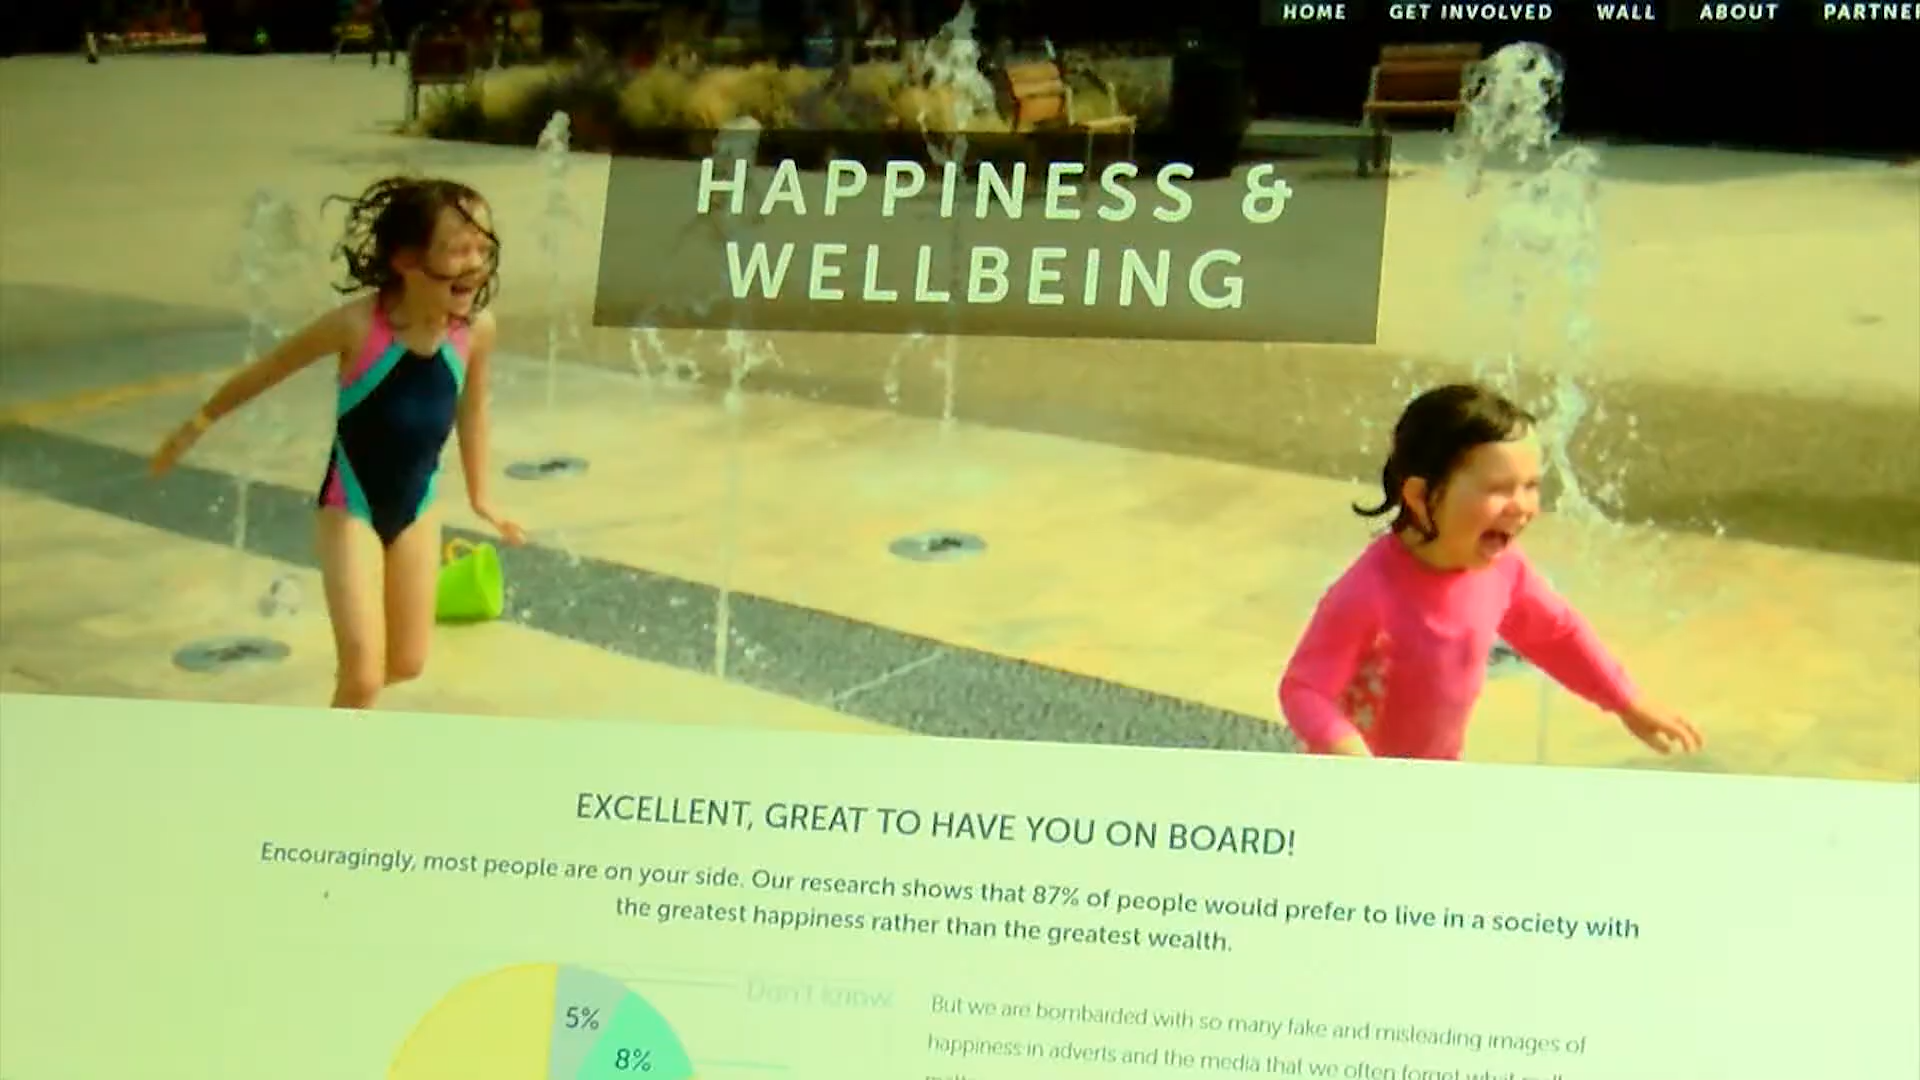 HOME GET INVOLVED WALL ABOUT
HAPPINESS &
WELLBEING
EXCELLENT, GREAT TO HAVE YOU ON BOARD!
Encouragingly, most people are on your side. Our research shows that 87% of people would prefer to live in a society with
the greatest happiness rather than the greatest wealth.
Don't know
5%
8%
But we are bombarded with so many fake and misleading images of
happiness in adverts and the media that we often forget what